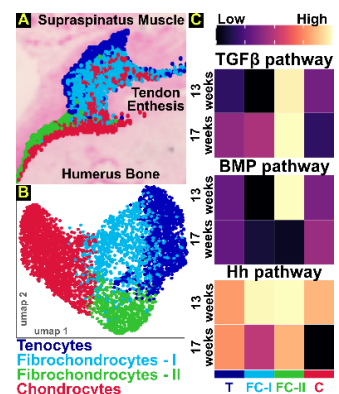 A
Supraspinatus Muscle
Tendon
Enthesis
Humerus Bone
B
umap 2
umap 1
Tenocytes
Fibrochondrocytes - I
Fibrochondrocytes - II
Chondrocytes
C
Low High
TGFβ pathway
13 weeks
17 weeks
BMP pathway
13 weeks
17 weeks
Hh pathway
13 weeks
17 weeks
T FC-I FC-II C